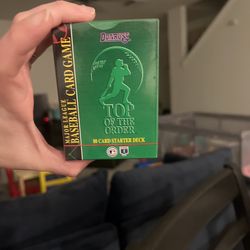 DONRUSS
TOP
OF THE
ORDER
80 CARD STARTER DECK
MAJOR LEAGUE
BASEBALL CARD GAME